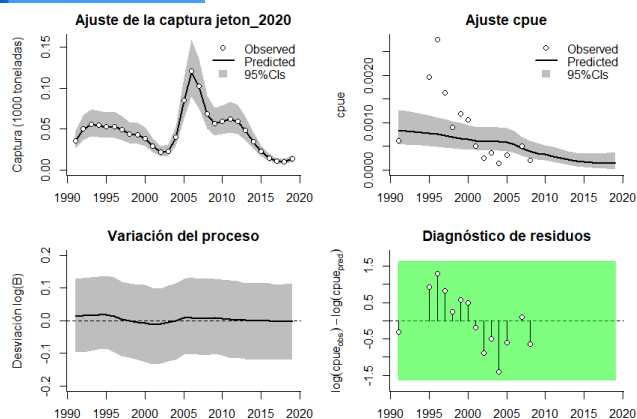 Ajuste de la captura jeton_2020
Captura (1000 toneladas)
0.00 0.05 0.10 0.15
Observed
Predicted
95%CIs
1990 1995 2000 2005 2010 2015 2020
Ajuste cpue
cpue
0.0000 0.0010 0.0020
Observed
Predicted
95%CIs
1990 1995 2000 2005 2010 2015 2020
Variación del proceso
Desviación log(B)
-0.2 -0.1 0.0 0.1 0.2
1990 1995 2000 2005 2010 2015 2020
Diagnóstico de residuos
log(cpue_obs.) − log(cpue_pred.)
-1.5 -0.5 0.5 1.5
1990 1995 2000 2005 2010 2015 2020